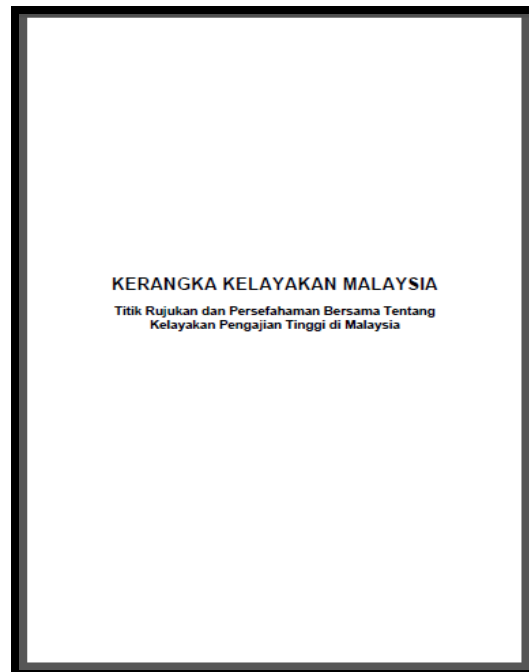 KERANGKA KELAYAKAN MALAYSIA
Titik Rujukan dan Persefahaman Bersama Tentang
Kelayakan Pengajian Tinggi di Malaysia